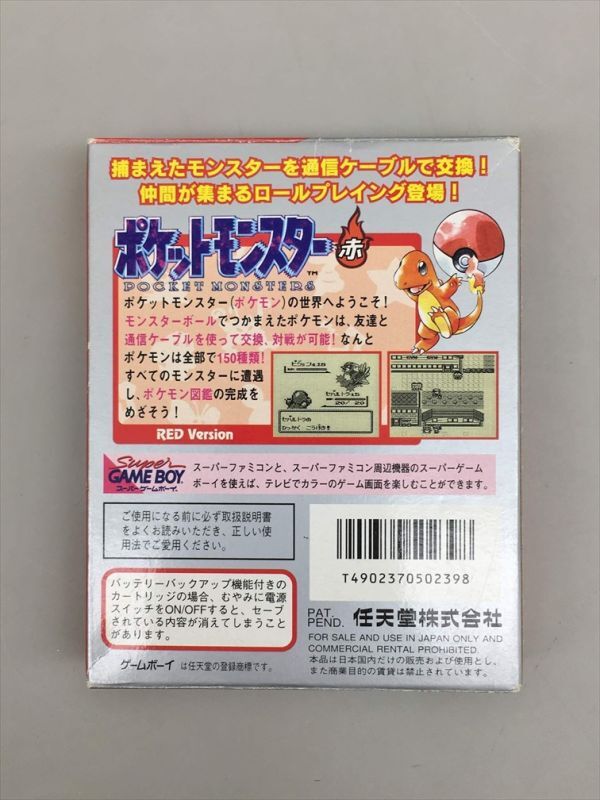 捕まえたモンスターを通信ケーブルで交換！
仲間が集まるロールプレイング登場！
ポケットモンスター 赤
TM
POCKET MONSTERS
ポケットモンスター(ポケモン)の世界へようこそ！
モンスターボールでつかまえたポケモンは、友達と
通信ケーブルを使って交換、対戦が可能！なんと
ポケモンは全部で150種類！
すべてのモンスターに遭遇
し、ポケモン図鑑の完成を
めざそう！
RED Version
20/20
Super
GAME BOY
スーパーゲームボーイ
スーパーファミコンと、スーパーファミコン周辺機器のスーパーゲーム
ボーイを使えば、テレビでカラーのゲーム画面を楽しむことができます。
ご使用になる前に必ず取扱説明書
をよくお読みいただき、正しい使
用法でご愛用ください。
バッテリーバックアップ機能付きの
カートリッジの場合、むやみに電源
スイッチをON/OFFすると、セーブ
されている内容が消えてしまうこと
があります。
ゲームボーイ は任天堂の登録商標です。
T4902370502398
PAT.
PEND. 任天堂株式会社
FOR SALE AND USE IN JAPAN ONLY AND
COMMERCIAL RENTAL PROHIBITED.
本品は日本国内だけの販売および使用とし、
また商業目的の賃貸は禁止されています。